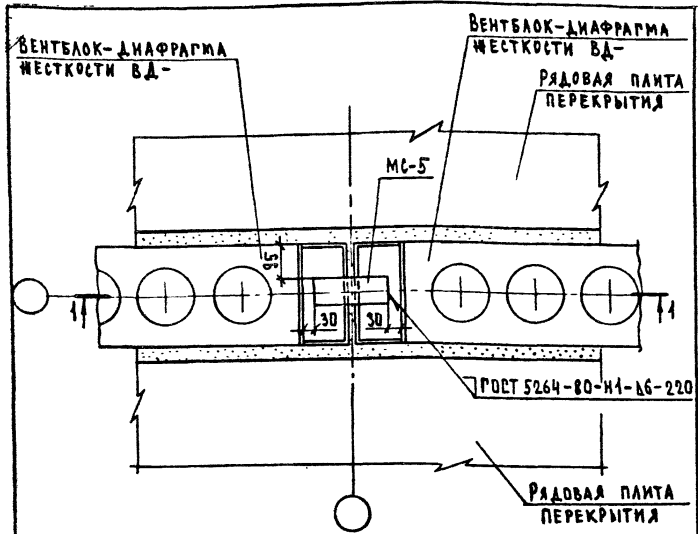 ВЕНТБЛОК-ДИАФРАГМА
ЖЕСТКОСТИ ВД-
ВЕНТБЛОК-ДИАФРАГМА
ЖЕСТКОСТИ ВД-
РЯДОВАЯ ПЛИТА
ПЕРЕКРЫТИЯ
МС-5
95
1
1
30
30
ГОСТ 5264-80-Н1-Δ6-220
РЯДОВАЯ ПЛИТА
ПЕРЕКРЫТИЯ